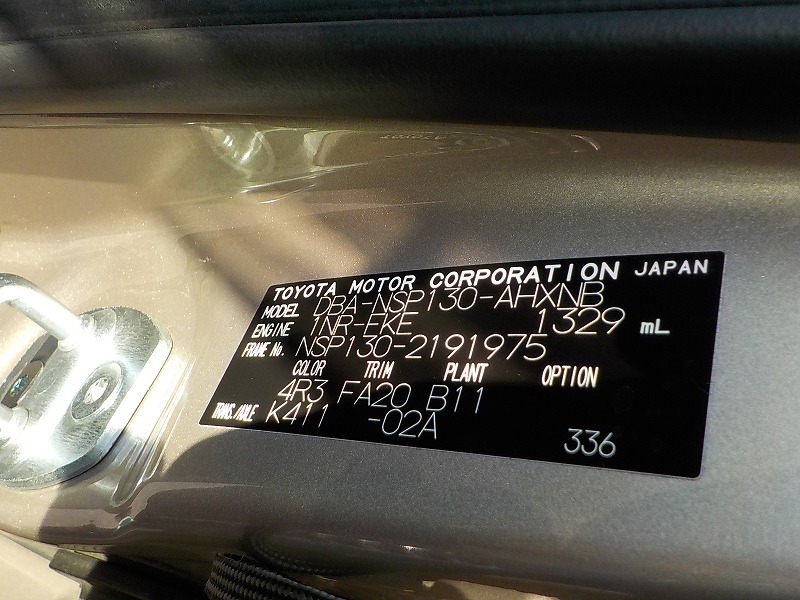 TOYOTA MOTOR CORPORATION JAPAN
MODEL DBA-NSP130-AHXNB
ENGINE 1NR-FKE 1329 mL
FRAME No. NSP130-2191975
COLOR TRIM PLANT OPTION
4R3 FA20 B11
TRANS./AXLE K411 -02A
336